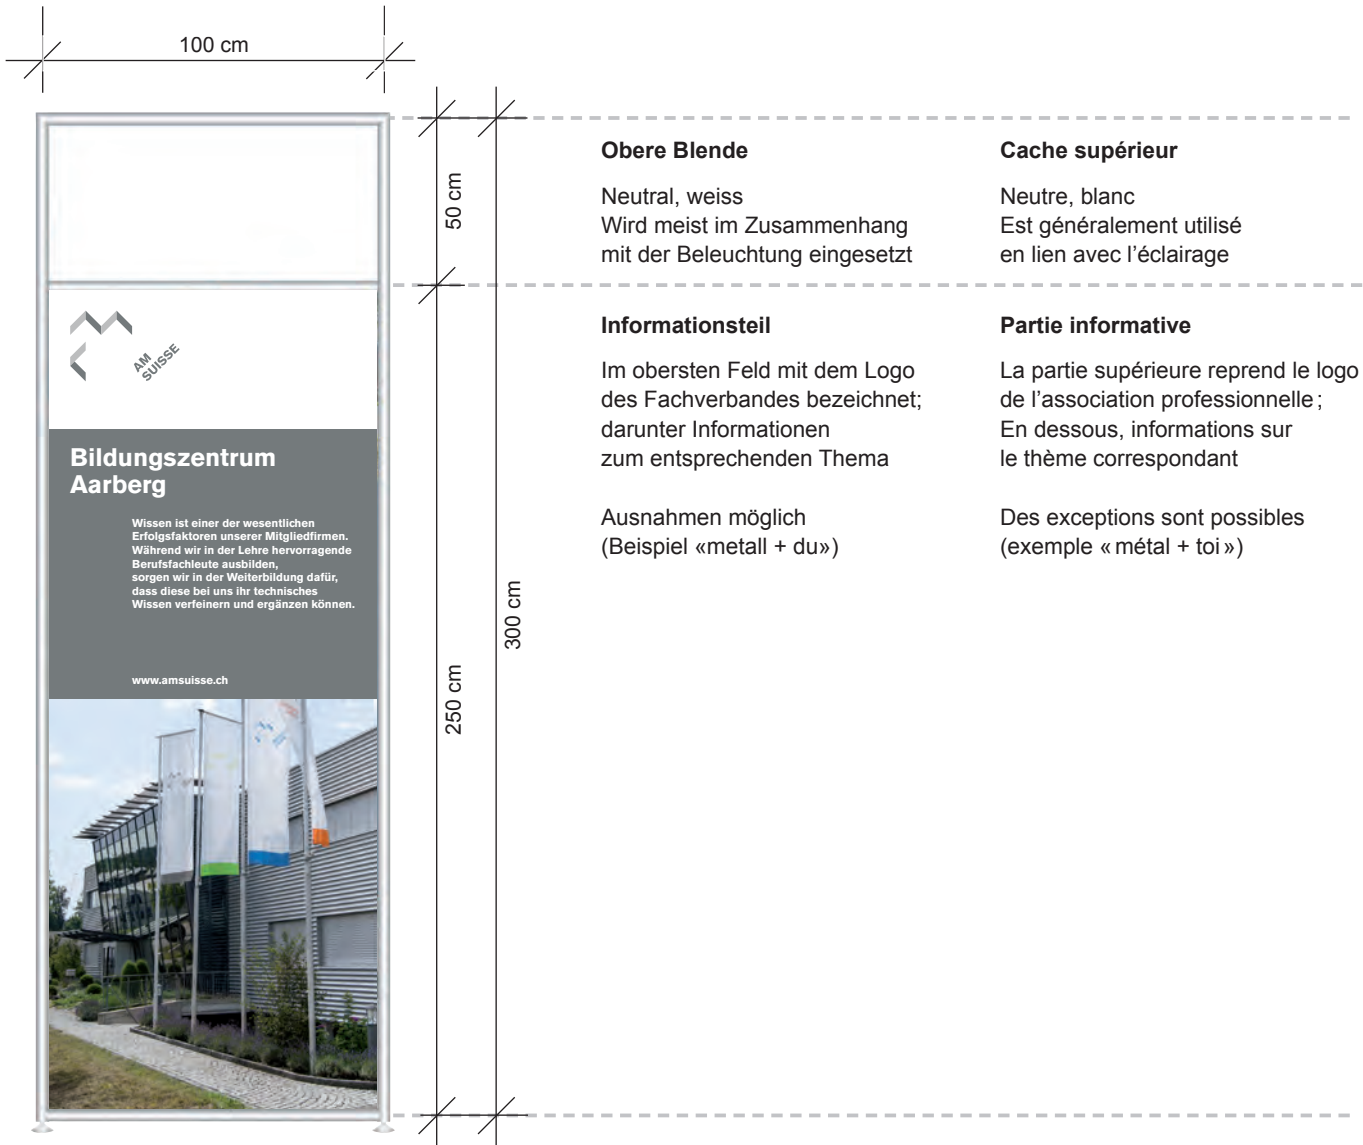 100 cm
50 cm
300 cm
250 cm
AM
SUISSE
Bildungszentrum
Aarberg
Wissen ist einer der wesentlichen
Erfolgsfaktoren unserer Mitgliedfirmen.
Während wir in der Lehre hervorragende
Berufsfachleute ausbilden,
sorgen wir in der Weiterbildung dafür,
dass diese bei uns ihr technisches
Wissen verfeinern und ergänzen können.
www.amsuisse.ch
Obere Blende
Neutral, weiss
Wird meist im Zusammenhang
mit der Beleuchtung eingesetzt
Cache supérieur
Neutre, blanc
Est généralement utilisé
en lien avec l’éclairage
Informationsteil
Im obersten Feld mit dem Logo
des Fachverbandes bezeichnet;
darunter Informationen
zum entsprechenden Thema
Ausnahmen möglich
(Beispiel «metall + du»)
Partie informative
La partie supérieure reprend le logo
de l’association professionnelle ;
En dessous, informations sur
le thème correspondant
Des exceptions sont possibles
(exemple « métal + toi »)